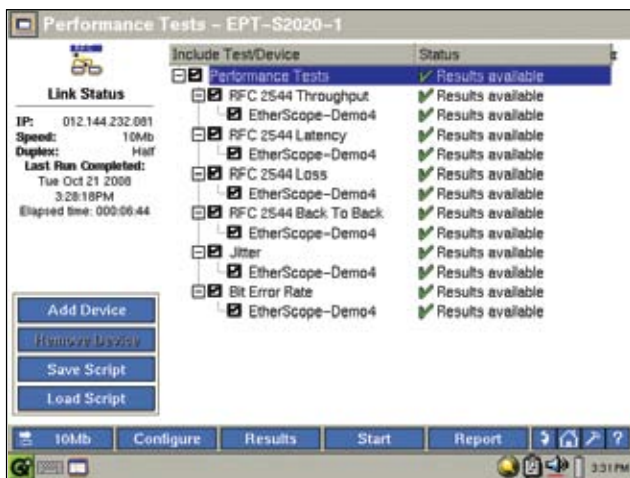 Performance Tests - EPT-S2020-1
Include Test/Device Status
Performance Tests Results available
Link Status
RFC 2544 Throughput Results available
EtherScope-Demo4 Results available
IP: 012.144.232.081
RFC 2544 Latency Results available
Speed: 10Mb
EtherScope-Demo4 Results available
Duplex: Half
RFC 2544 Loss Results available
Last Run Completed:
Tue Oct 21 2008
EtherScope-Demo4 Results available
3:28:18PM
RFC 2544 Back To Back Results available
Elapsed time: 000:06:44
EtherScope-Demo4 Results available
Jitter Results available
EtherScope-Demo4 Results available
Bit Error Rate Results available
EtherScope-Demo4 Results available
Add Device
Remove Device
Save Script
Load Script
10Mb Configure Results Start Report ?
3:31 PM